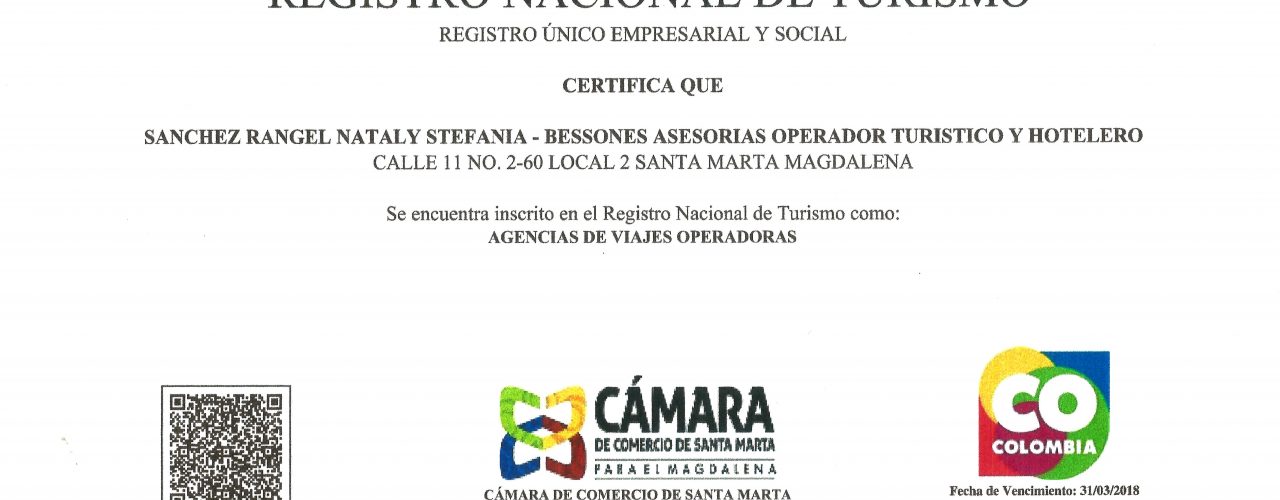 REGISTRO NACIONAL DE TURISMO
REGISTRO ÚNICO EMPRESARIAL Y SOCIAL
CERTIFICA QUE
SANCHEZ RANGEL NATALY STEFANIA - BESSONES ASESORIAS OPERADOR TURISTICO Y HOTELERO
CALLE 11 NO. 2-60 LOCAL 2 SANTA MARTA MAGDALENA
Se encuentra inscrito en el Registro Nacional de Turismo como:
AGENCIAS DE VIAJES OPERADORAS
CÁMARA
DE COMERCIO DE SANTA MARTA
PARA EL MAGDALENA
CÁMARA DE COMERCIO DE SANTA MARTA
CO
COLOMBIA
Fecha de Vencimiento: 31/03/2018